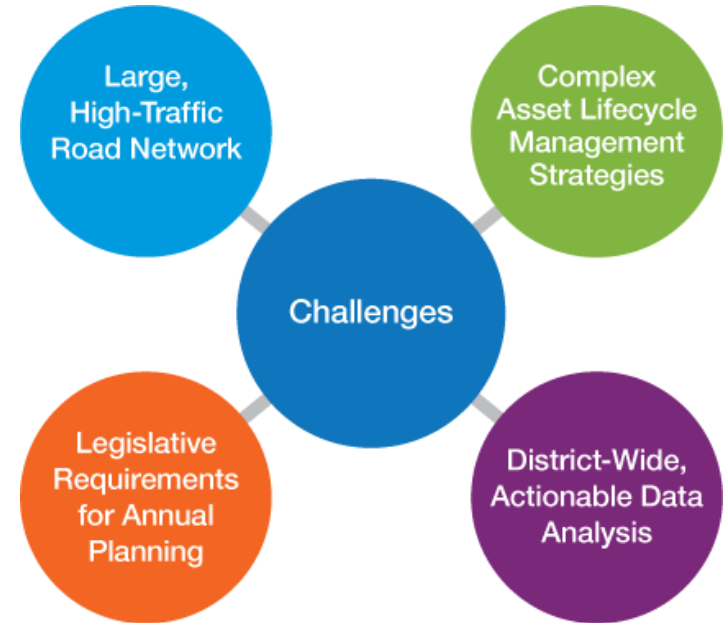 Large,
High-Traffic
Road Network
Complex
Asset Lifecycle
Management
Strategies
Challenges
Legislative
Requirements
for Annual
Planning
District-Wide,
Actionable Data
Analysis